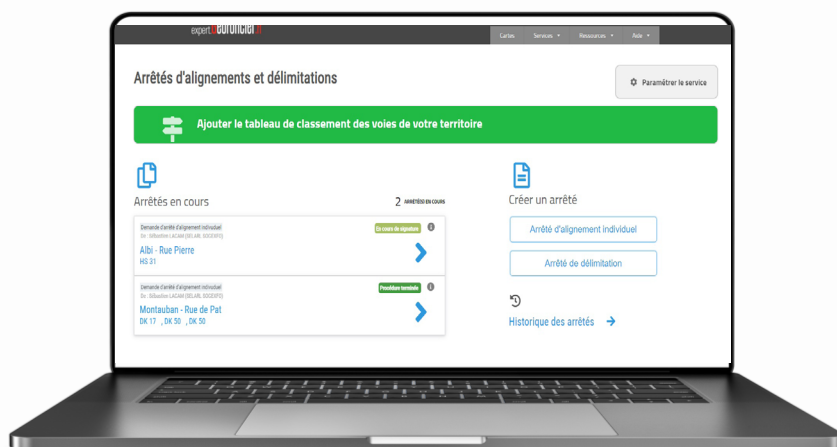 expert.
Cartes Services Ressources Aide
Arrêtés d'alignements et délimitations
Paramétrer le service
Ajouter le tableau de classement des voies de votre territoire
Arrêtés en cours
2 ARRÊTÉ(S) EN COURS
Demande d'arrêté d'alignement individuel
En cours de signature
Albi - Rue Pierre
HS 31
Demande d'arrêté d'alignement individuel
Procédure terminée
Montauban - Rue de Pat
DK 17 , DK 50 , DK 50
Créer un arrêté
Arrêté d'alignement individuel
Arrêté de délimitation
Historique des arrêtés